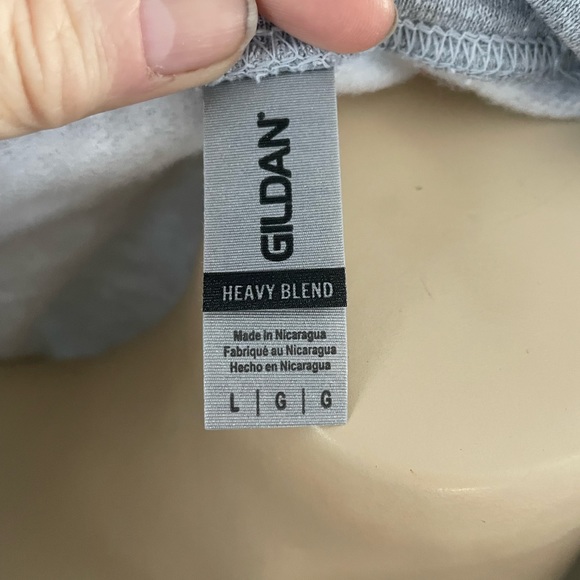 GILDAN
HEAVY BLEND
Made in Nicaragua
Fabriqué au Nicaragua
Hecho en Nicaragua
L | G | G